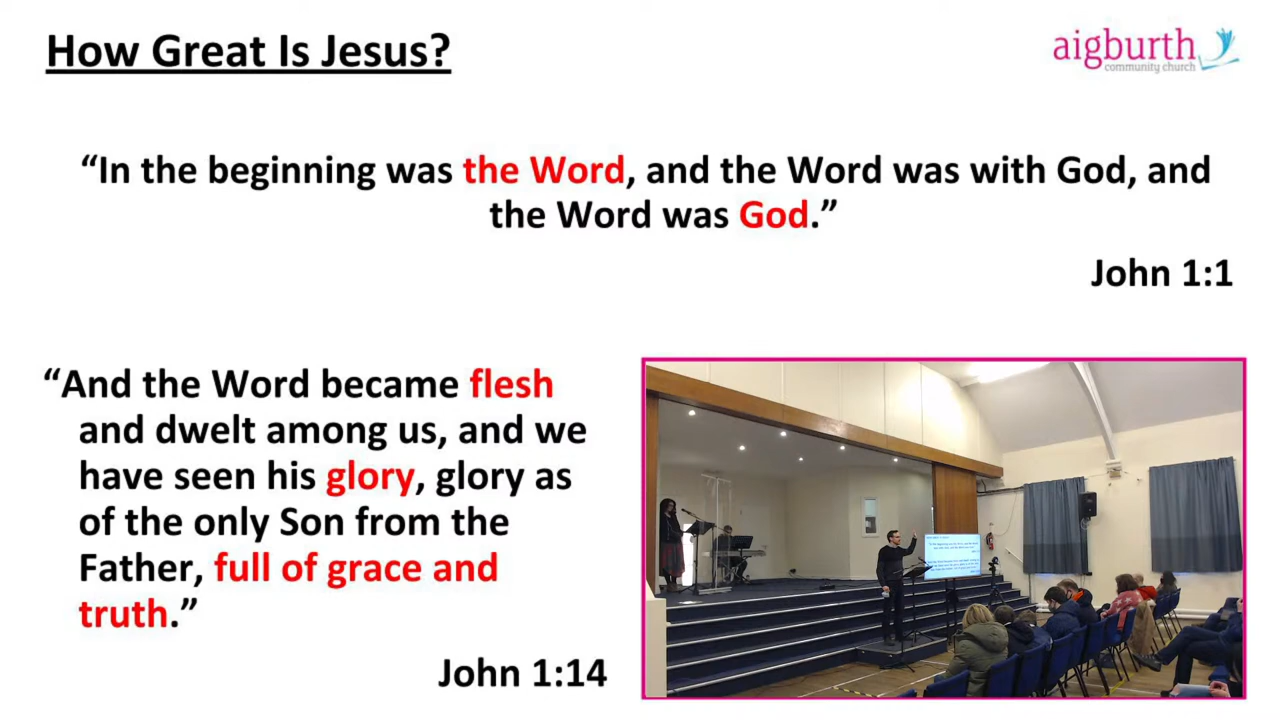 How Great Is Jesus?
aigburth
community church
“In the beginning was the Word, and the Word was with God, and
the Word was God.”
John 1:1
“And the Word became flesh
and dwelt among us, and we
have seen his glory, glory as
of the only Son from the
Father, full of grace and
truth.”
John 1:14